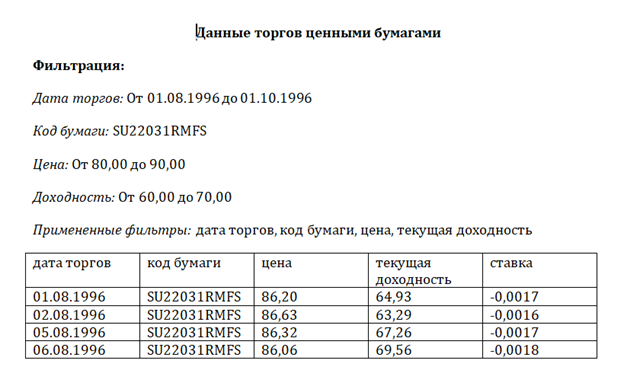 Данные торгов ценными бумагами
Фильтрация:
Дата торгов: От 01.08.1996 до 01.10.1996
Код бумаги: SU22031RMFS
Цена: От 80,00 до 90,00
Доходность: От 60,00 до 70,00
Примененные фильтры: дата торгов, код бумаги, цена, текущая доходность
дата торгов код бумаги цена текущая доходность ставка
01.08.1996 SU22031RMFS 86,20 64,93 -0,0017
02.08.1996 SU22031RMFS 86,63 63,29 -0,0016
05.08.1996 SU22031RMFS 86,32 67,26 -0,0017
06.08.1996 SU22031RMFS 86,06 69,56 -0,0018